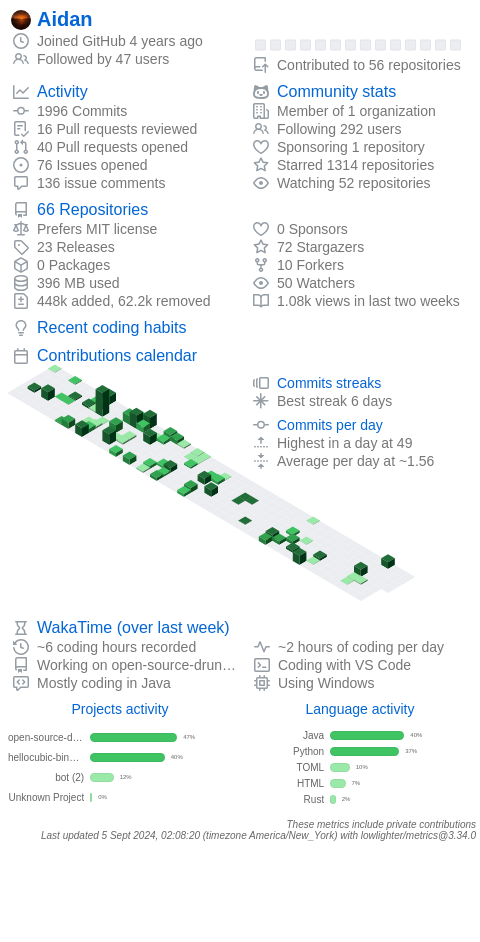 Aidan
Joined GitHub 4 years ago
Followed by 47 users
Contributed to 56 repositories
Activity
1996 Commits
16 Pull requests reviewed
40 Pull requests opened
76 Issues opened
136 issue comments
Community stats
Member of 1 organization
Following 292 users
Sponsoring 1 repository
Starred 1314 repositories
Watching 52 repositories
66 Repositories
Prefers MIT license
23 Releases
0 Packages
396 MB used
448k added, 62.2k removed
0 Sponsors
72 Stargazers
10 Forkers
50 Watchers
1.08k views in last two weeks
Recent coding habits
Contributions calendar
Commits streaks
Best streak 6 days
Commits per day
Highest in a day at 49
Average per day at ~1.56
WakaTime (over last week)
~6 coding hours recorded
Working on open-source-drun…
Mostly coding in Java
~2 hours of coding per day
Coding with VS Code
Using Windows
Projects activity
open-source-d… 47%
hellocubic-bin… 40%
bot (2) 12%
Unknown Project 0%
Language activity
Java 40%
Python 37%
TOML 10%
HTML 7%
Rust 2%
These metrics include private contributions
Last updated 5 Sept 2024, 02:08:20 (timezone America/New_York) with lowlighter/metrics@3.34.0